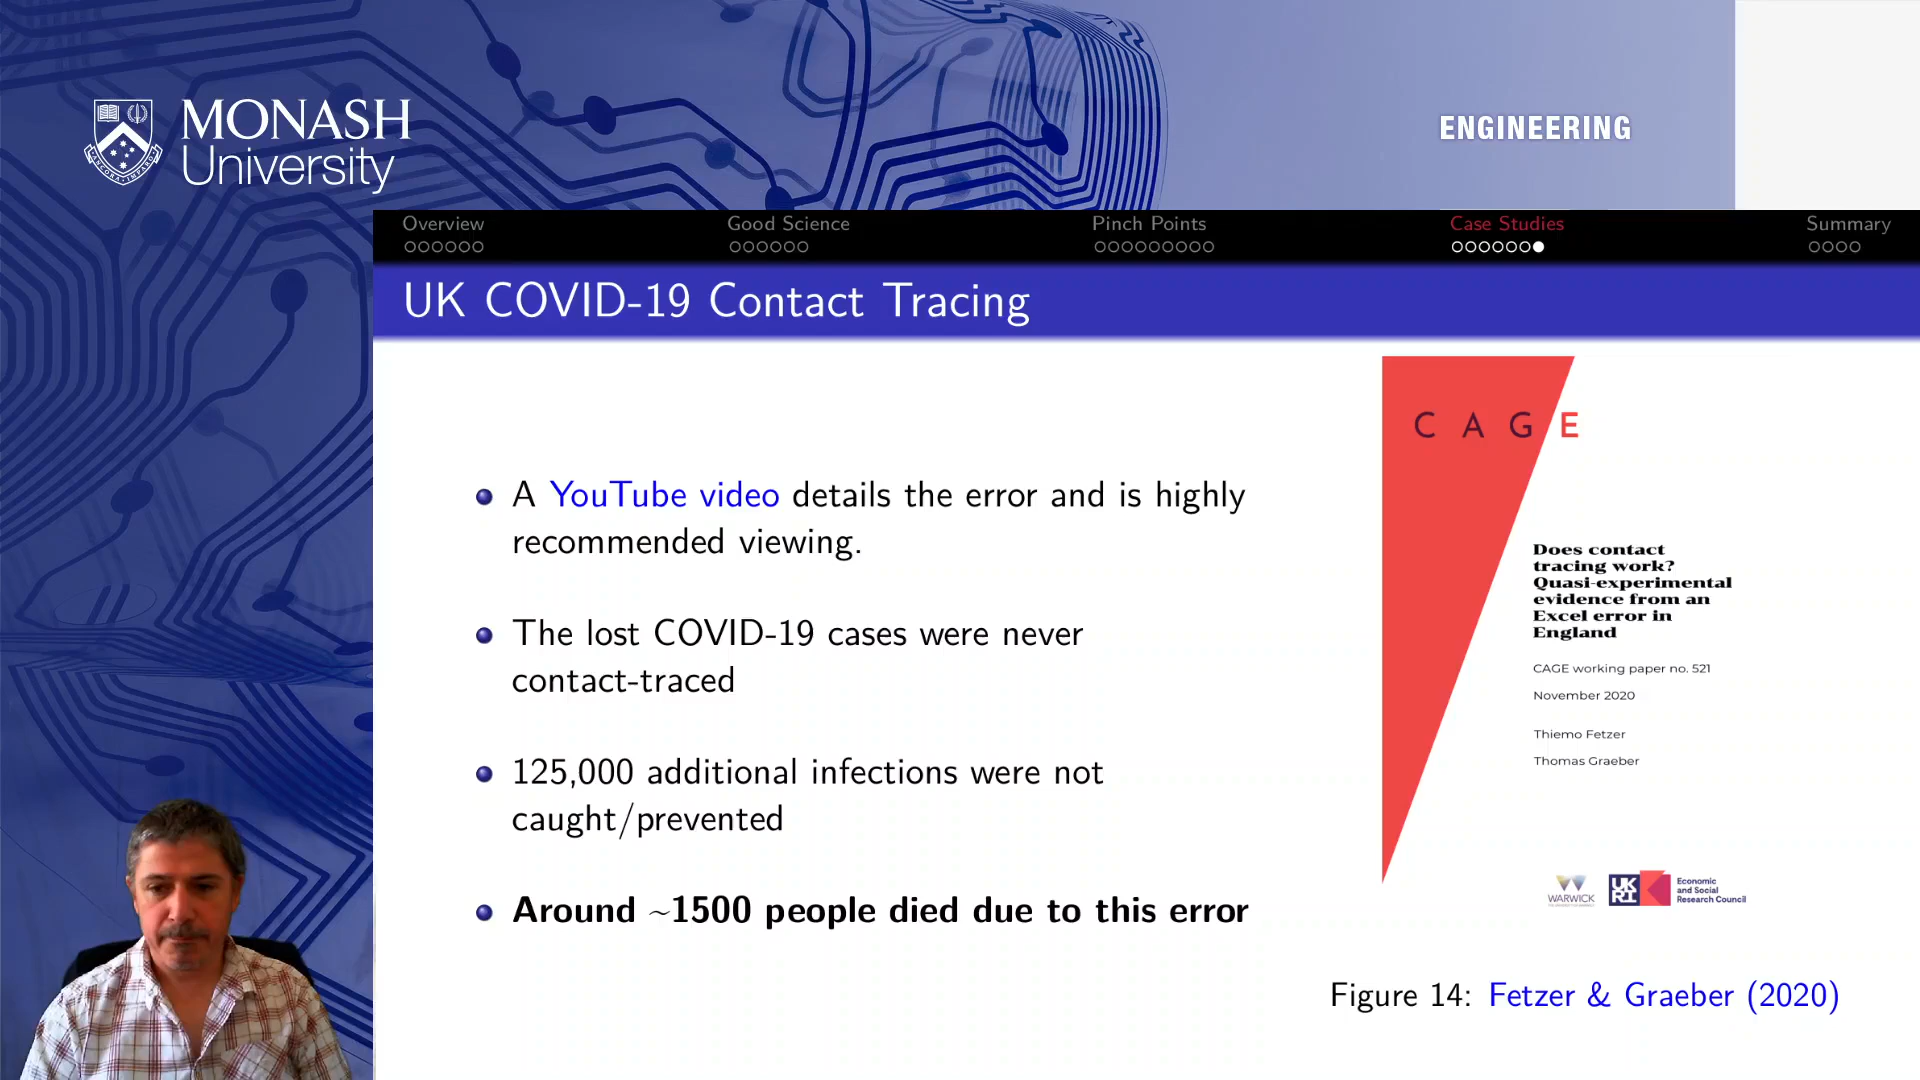 MONASH
University
ENGINEERING
Overview
Good Science
Pinch Points
Case Studies
Summary
UK COVID-19 Contact Tracing
A YouTube video details the error and is highly
recommended viewing.
The lost COVID-19 cases were never
contact-traced
125,000 additional infections were not
caught/prevented
Around ~1500 people died due to this error
CAGE
Does contact
tracing work?
Quasi-experimental
evidence from an
Excel error in
England
CAGE working paper no. 521
November 2020
Thiemo Fetzer
Thomas Graeber
WARWICK
UKRI
Economic
and Social
Research Council
Figure 14: Fetzer & Graeber (2020)